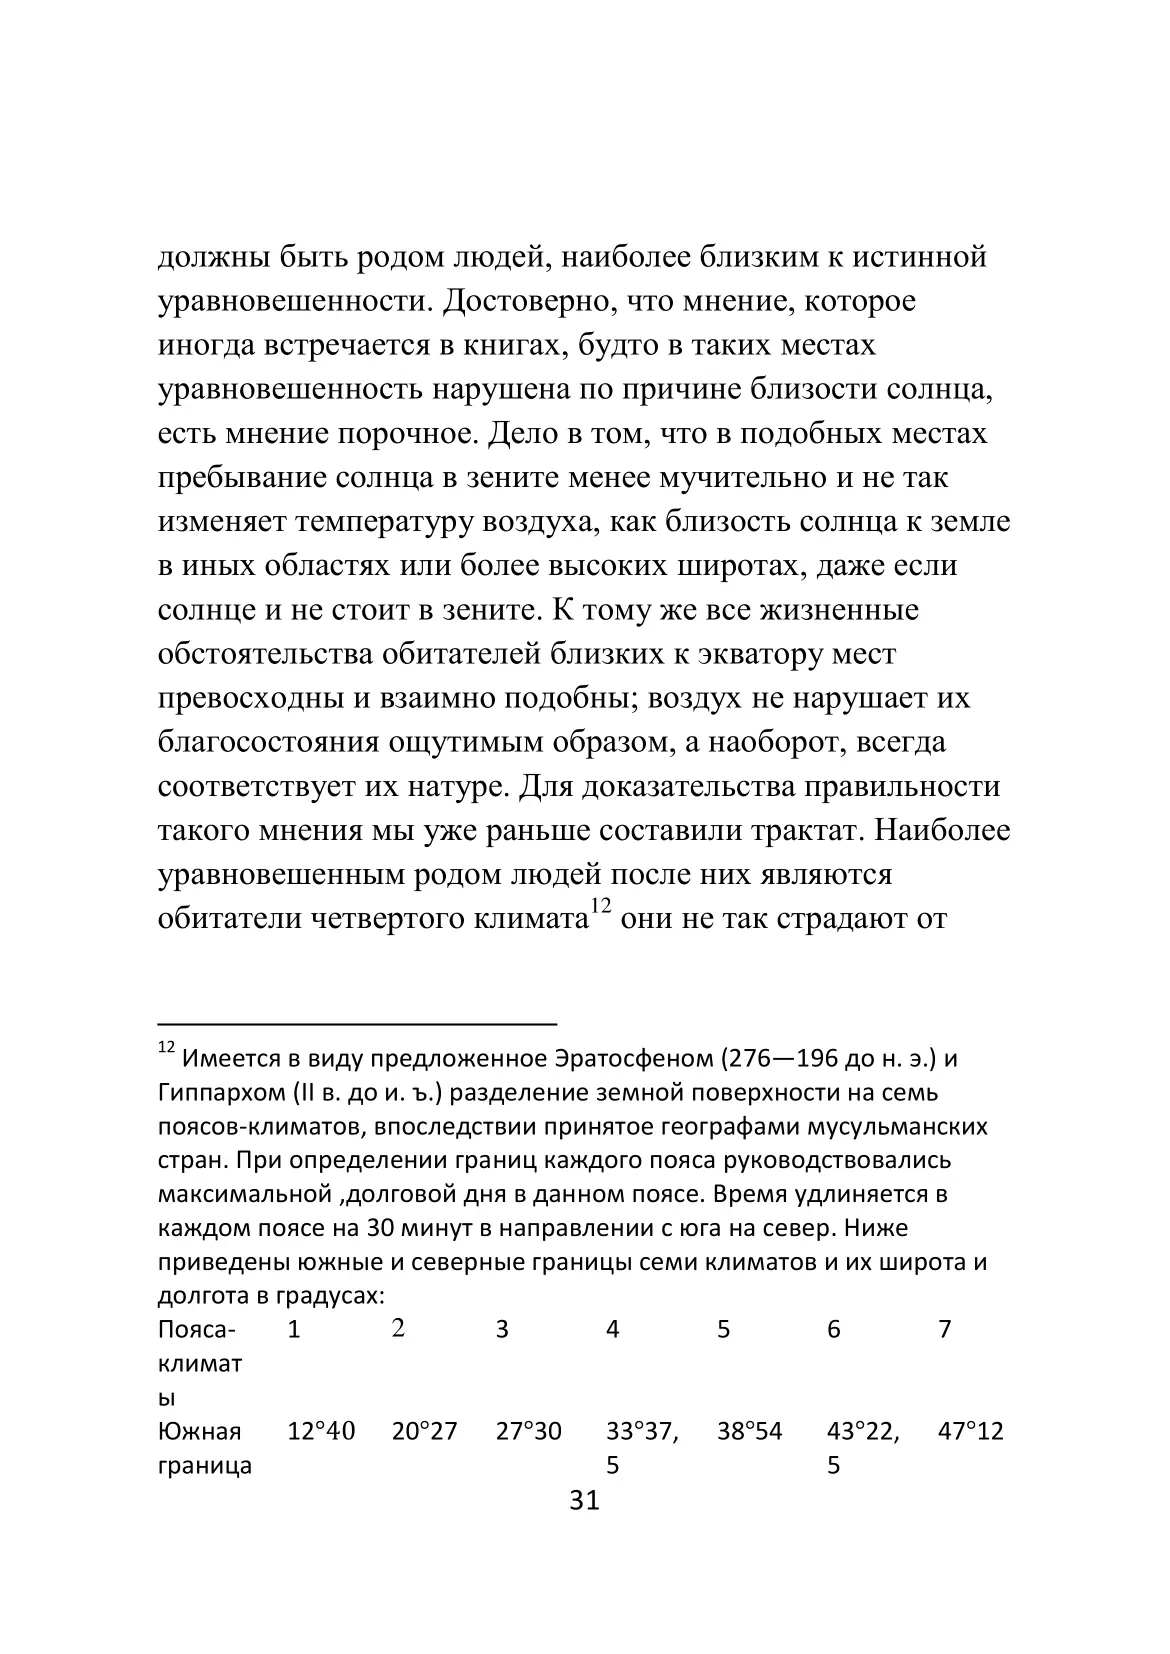 должны быть родом людей, наиболее близким к истинной
уравновешенности. Достоверно, что мнение, которое
иногда встречается в книгах, будто в таких местах
уравновешенность нарушена по причине близости солнца,
есть мнение порочное. Дело в том, что в подобных местах
пребывание солнца в зените менее мучительно и не так
изменяет температуру воздуха, как близость солнца к земле
в иных областях или более высоких широтах, даже если
солнце и не стоит в зените. К тому же все жизненные
обстоятельства обитателей близких к экватору мест
превосходны и взаимно подобны; воздух не нарушает их
благосостояния ощутимым образом, а наоборот, всегда
соответствует их натуре. Для доказательства правильности
такого мнения мы уже раньше составили трактат. Наиболее
уравновешенным родом людей после них являются
обитатели четвертого климата12 они не так страдают от
12 Имеется в виду предложенное Эратосфеном (276—196 до н. э.) и
Гиппархом (II в. до и. ъ.) разделение земной поверхности на семь
поясов-климатов, впоследствии принятое географами мусульманских
стран. При определении границ каждого пояса руководствовались
максимальной ,долговой дня в данном поясе. Время удлиняется в
каждом поясе на 30 минут в направлении с юга на север. Ниже
приведены южные и северные границы семи климатов и их широта и
долгота в градусах:
Пояса- 1 2 3 4 5 6 7
климат
ы
Южная 12°40 20°27 27°30 33°37, 38°54 43°22, 47°12
граница 5 5
31